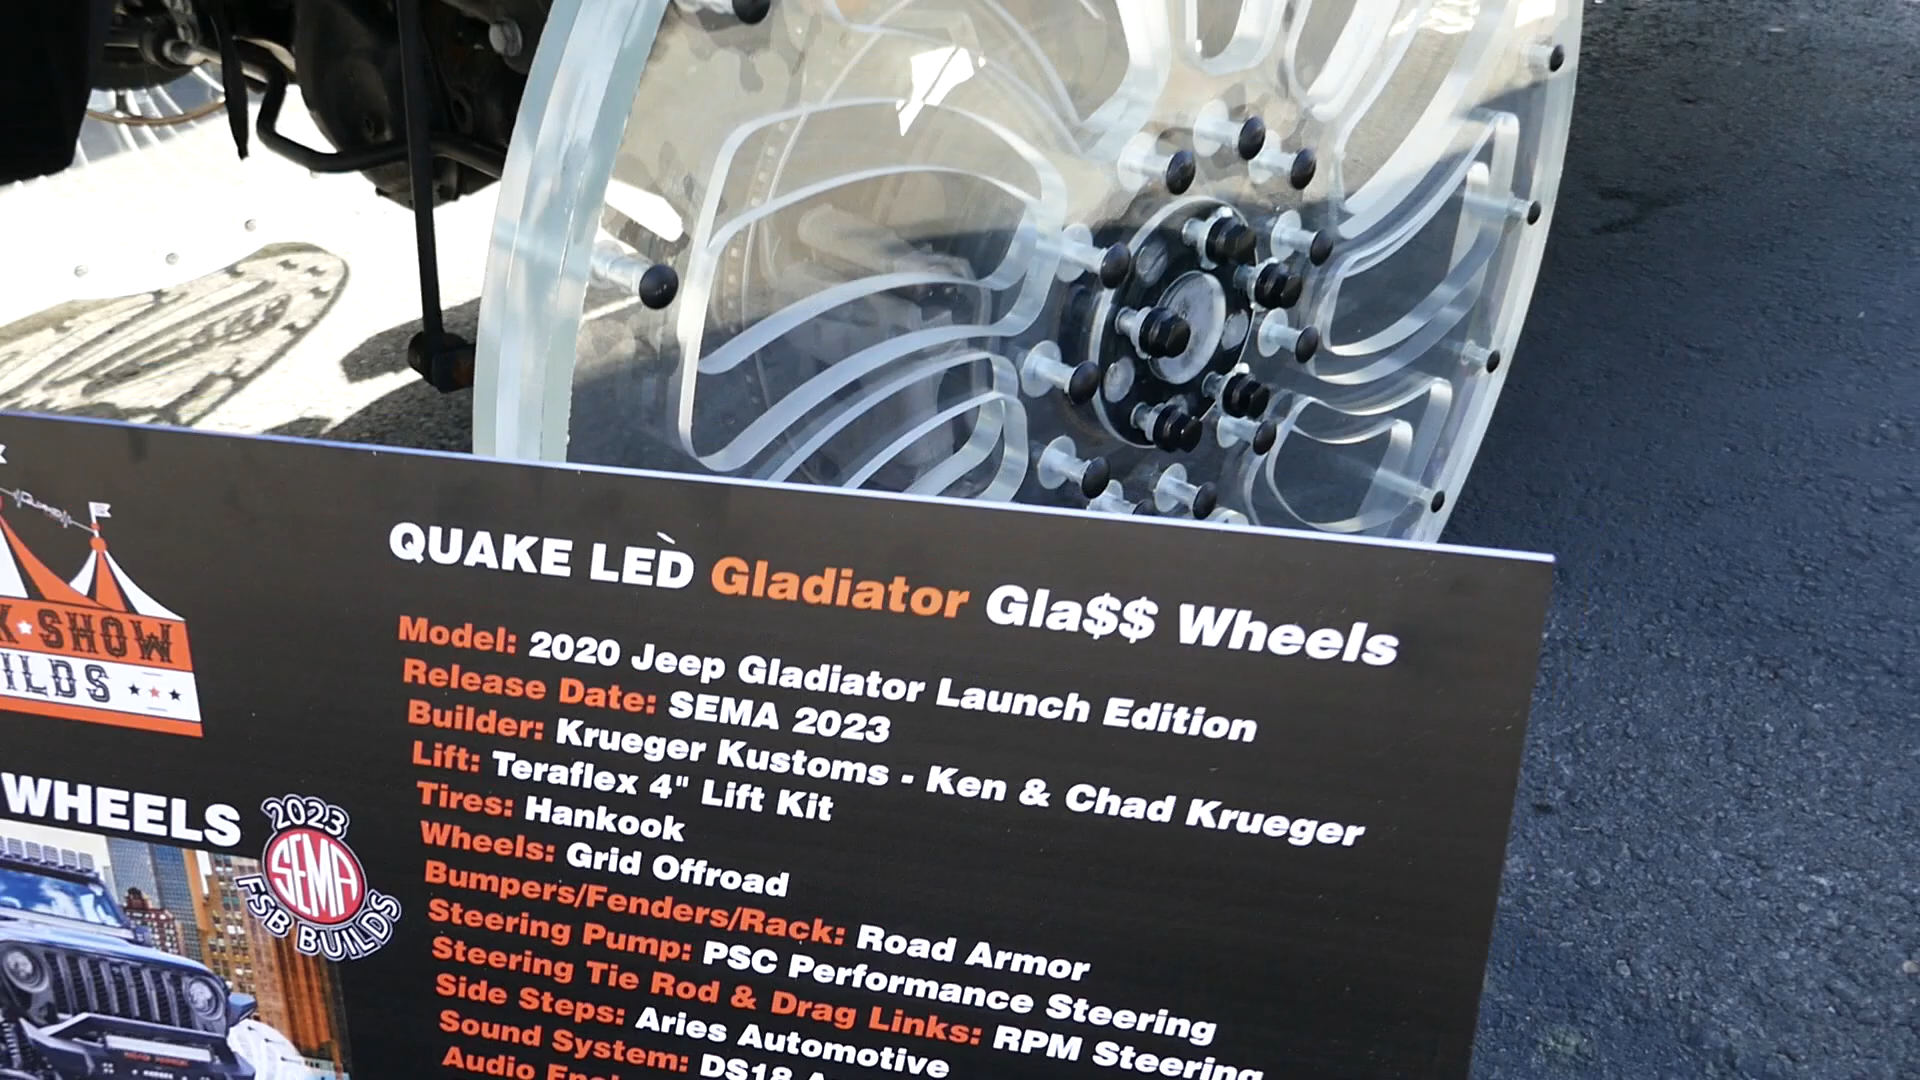 QUAKE LED Gladiator Gla$$ Wheels
Model: 2020 Jeep Gladiator Launch Edition
Release Date: SEMA 2023
Builder: Krueger Kustoms - Ken & Chad Krueger
Lift: Teraflex 4" Lift Kit
Tires: Hankook
Wheels: Grid Offroad
Bumpers/Fenders/Rack: Road Armor
Steering Pump: PSC Performance Steering
Steering Tie Rod & Drag Links: RPM Steering
Side Steps: Aries Automotive
Sound System: DS18
Audio
SHOW
WHEELS
2023
SEMA
FSB BUILDS